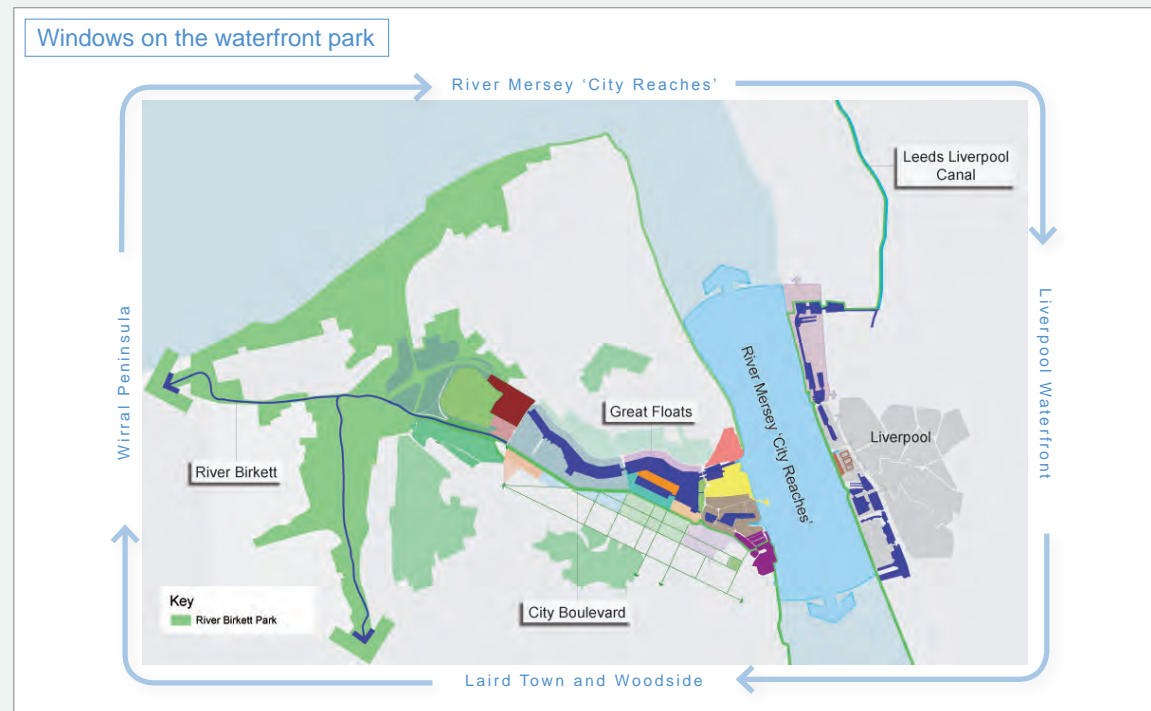 Windows on the waterfront park
River Mersey ‘City Reaches’
Leeds Liverpool
Canal
Wirral Peninsula
Liverpool Waterfront
River Mersey ‘City Reaches’
Great Floats
Liverpool
River Birkett
City Boulevard
Key
River Birkett Park
Laird Town and Woodside